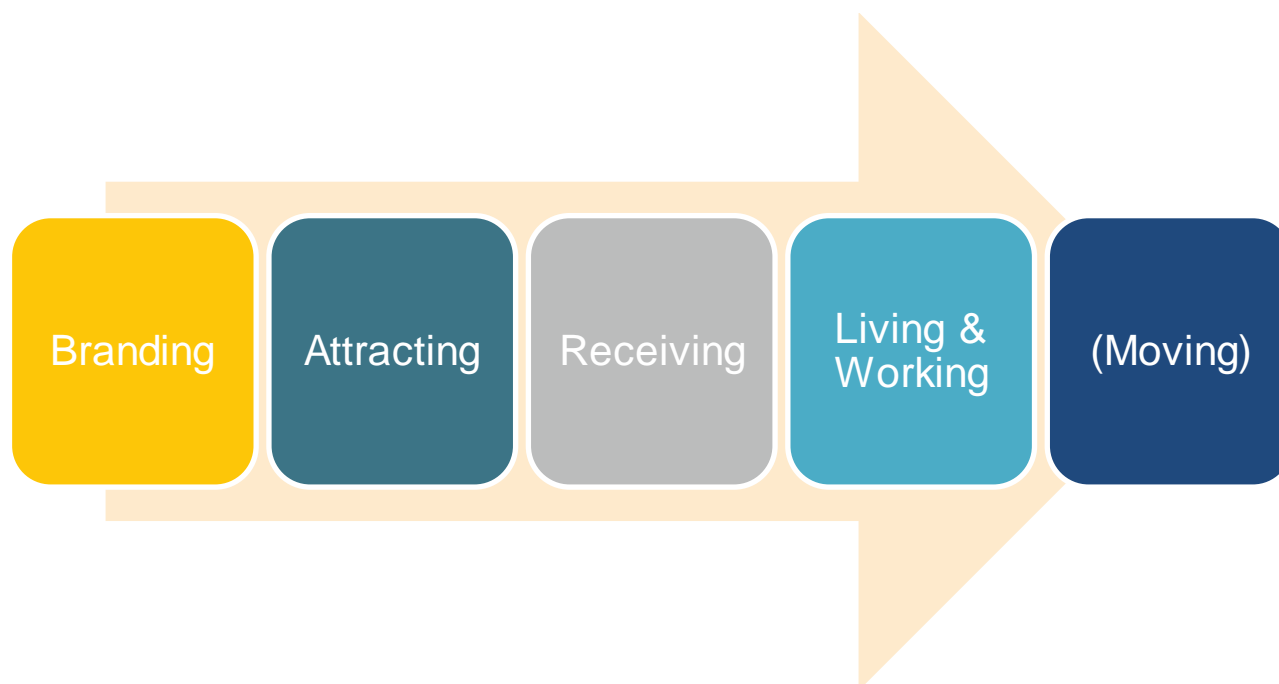 Branding
Attracting
Receiving
Living &
Working
(Moving)